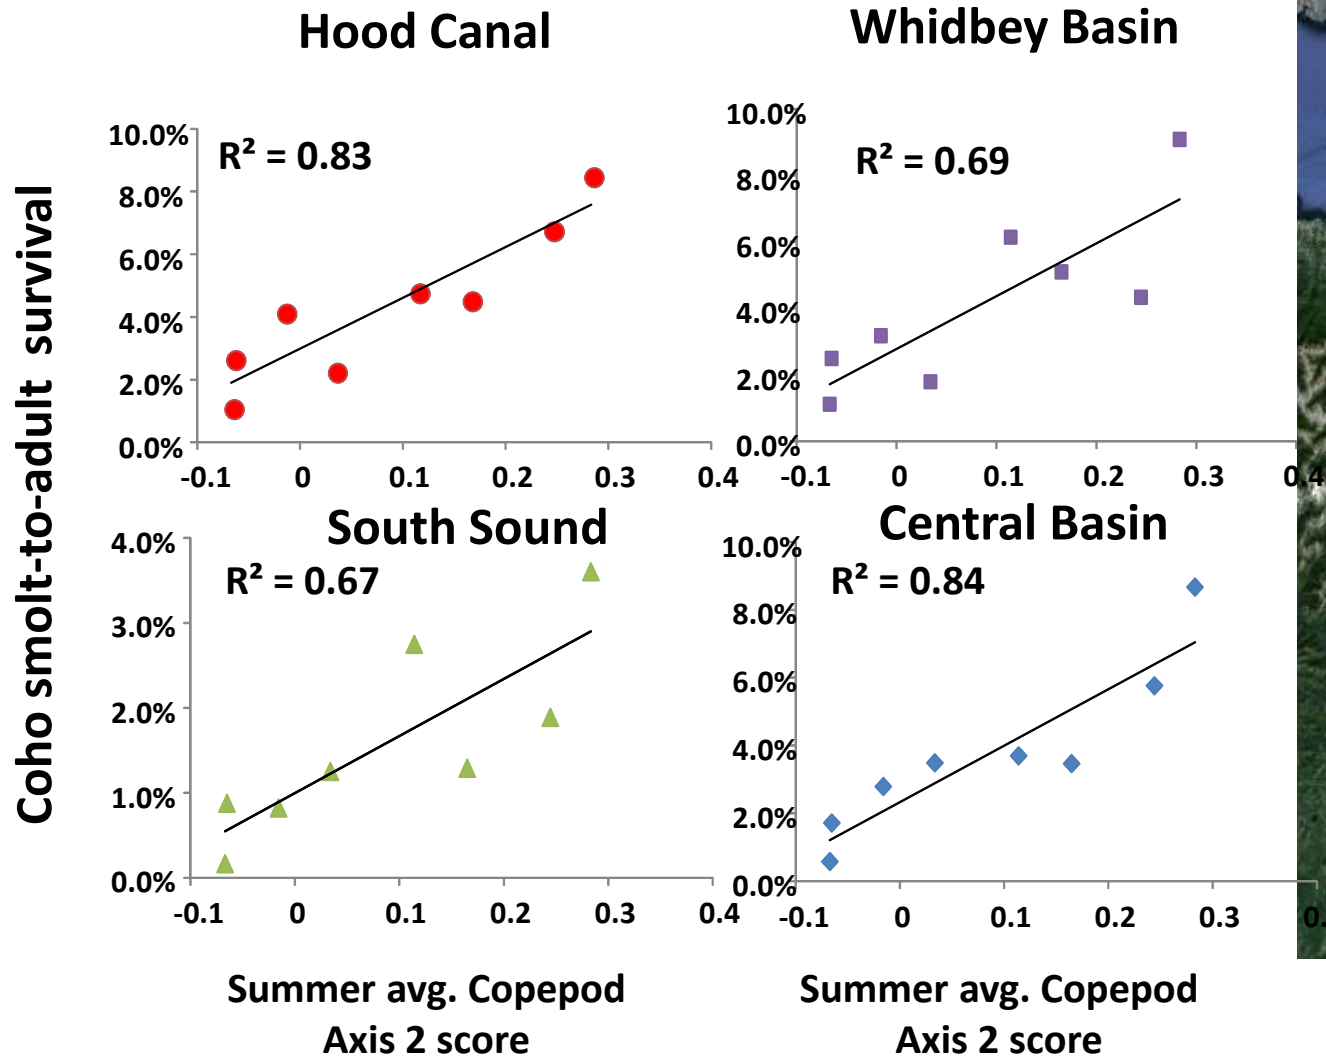 Hood Canal
Whidbey Basin
Coho smolt-to-adult survival
10.0%
8.0%
6.0%
4.0%
2.0%
0.0%
R² = 0.83
-0.1 0 0.1 0.2 0.3 0.4
10.0%
8.0%
6.0%
4.0%
2.0%
0.0%
R² = 0.69
-0.1 0 0.1 0.2 0.3 0.4
South Sound
4.0%
3.0%
2.0%
1.0%
0.0%
R² = 0.67
-0.1 0 0.1 0.2 0.3 0.4
Summer avg. Copepod
Axis 2 score
Central Basin
10.0%
8.0%
6.0%
4.0%
2.0%
0.0%
R² = 0.84
-0.1 0 0.1 0.2 0.3
Summer avg. Copepod
Axis 2 score